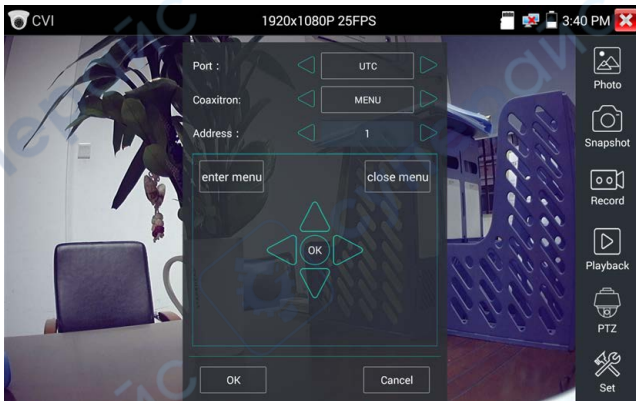 CVI 1920x1080P 25FPS 3:40 PM
Port : UTC
Coaxitron: MENU
Address : 1
enter menu close menu
OK
OK Cancel
Photo
Snapshot
Record
Playback
PTZ
Set